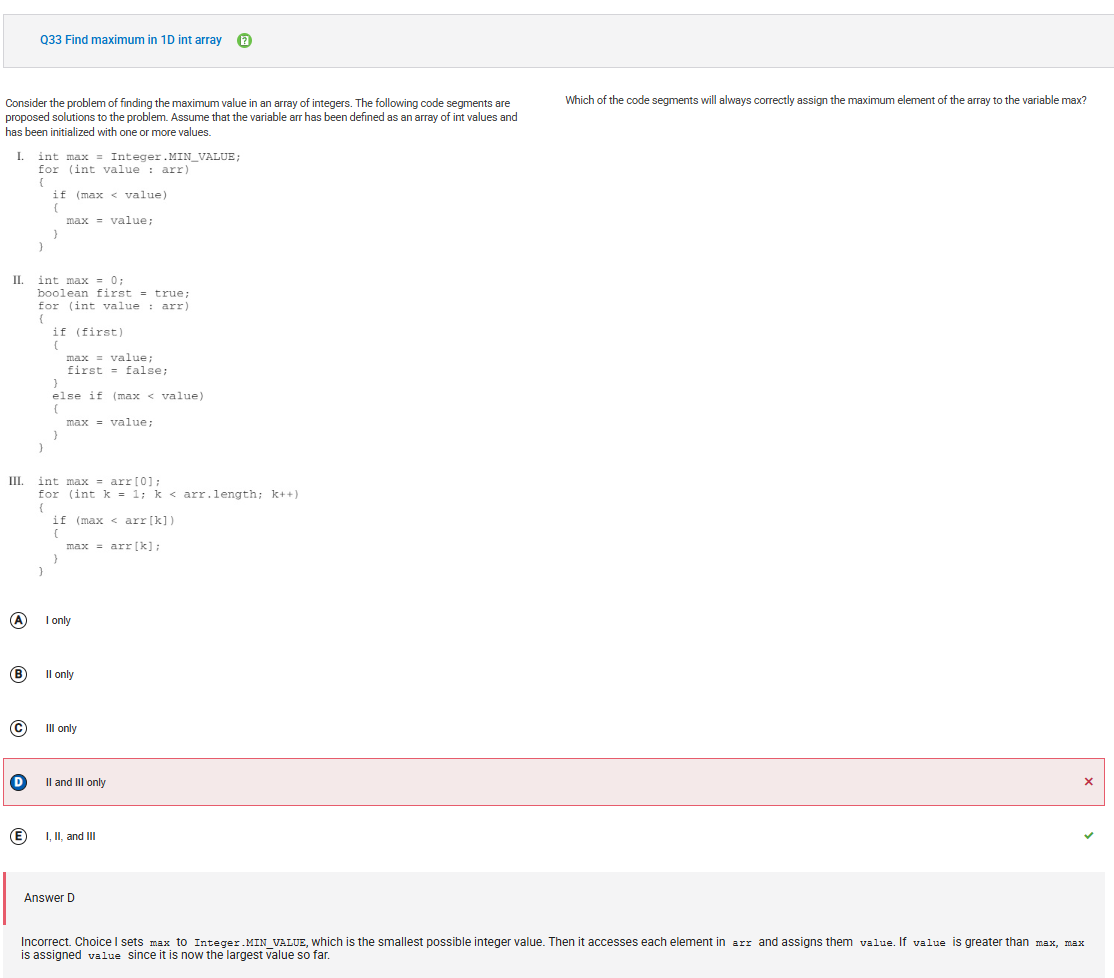 Q33 Find maximum in 1D int array
Consider the problem of finding the maximum value in an array of integers. The following code segments are
proposed solutions to the problem. Assume that the variable arr has been defined as an array of int values and
has been initialized with one or more values.
I. int max = Integer.MIN_VALUE;
for (int value : arr)
{
if (max < value)
{
max = value;
}
}
II. int max = 0;
boolean first = true;
for (int value : arr)
{
if (first)
{
max = value;
first = false;
}
else if (max < value)
{
max = value;
}
}
III. int max = arr[0];
for (int k = 1; k < arr.length; k++)
{
if (max < arr[k])
{
max = arr[k];
}
}
Which of the code segments will always correctly assign the maximum element of the array to the variable max?
A I only
B II only
C III only
D II and III only
E I, II, and III
Answer D
Incorrect. Choice I sets max to Integer.MIN_VALUE, which is the smallest possible integer value. Then it accesses each element in arr and assigns them value. If value is greater than max, max
is assigned value since it is now the largest value so far.